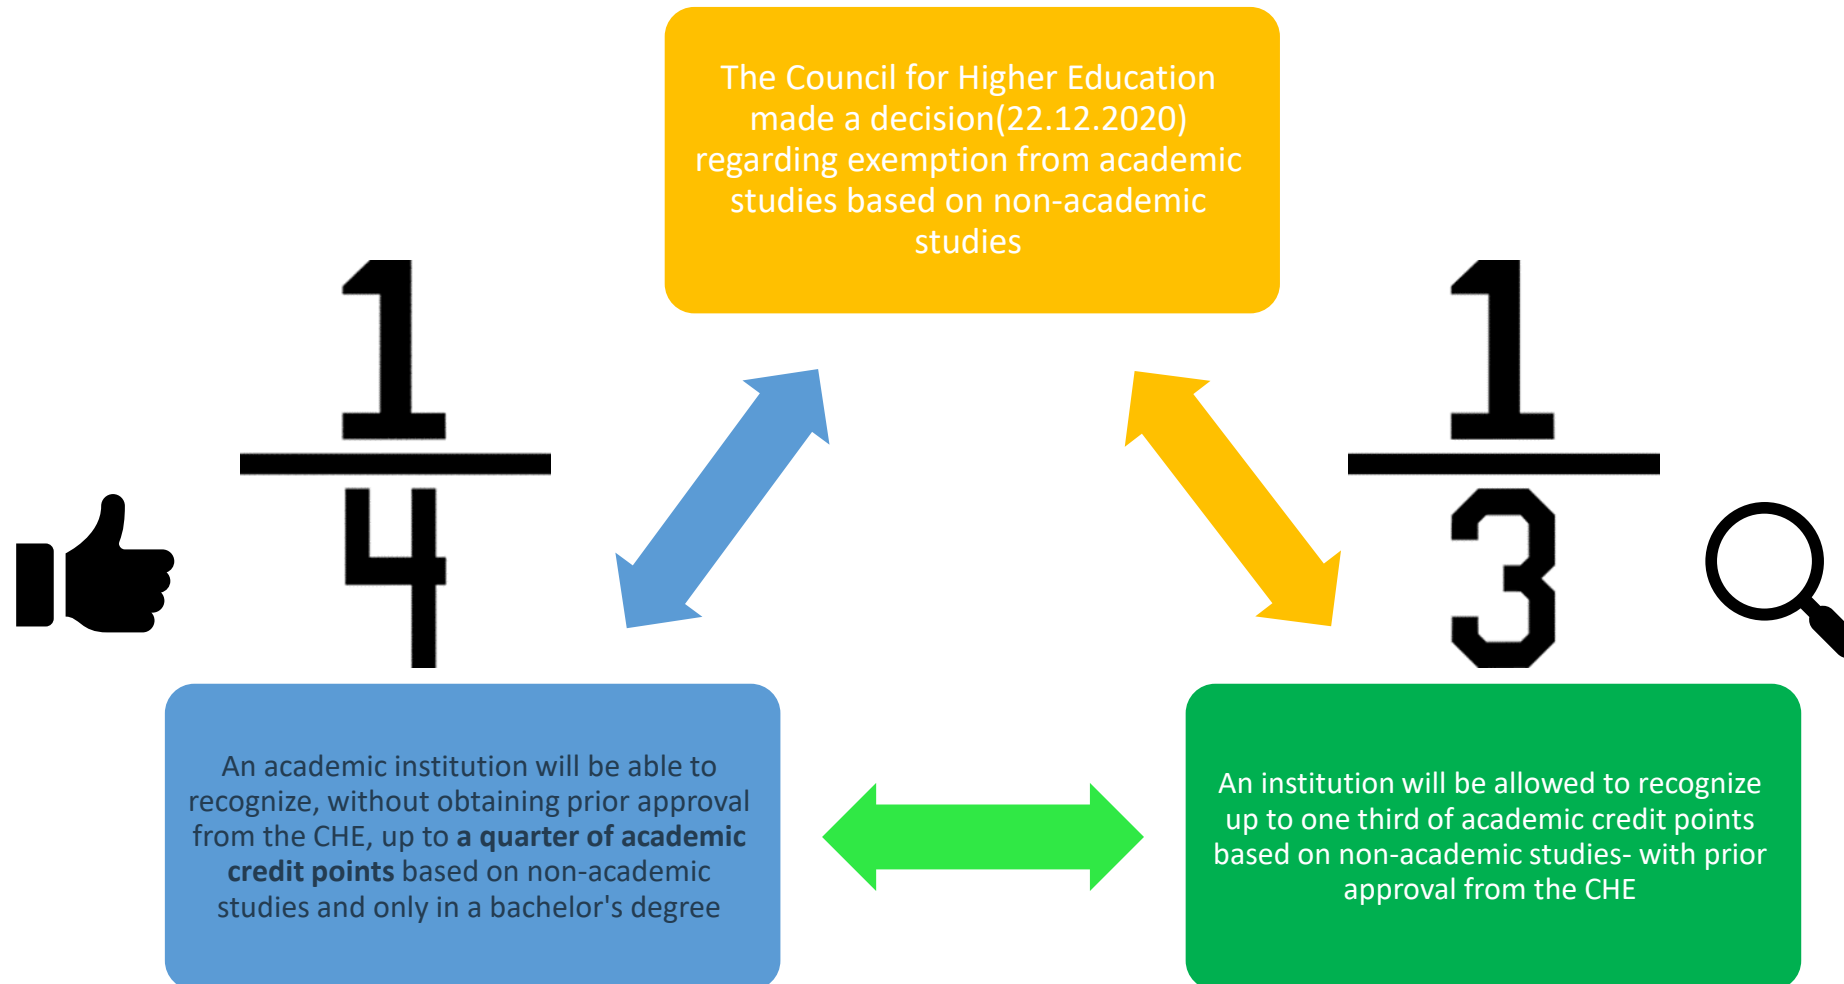 The Council for Higher Education
made a decision(22.12.2020)
regarding exemption from academic
studies based on non-academic
studies
1
4
1
3
An academic institution will be able to
recognize, without obtaining prior approval
from the CHE, up to a quarter of academic
credit points based on non-academic
studies and only in a bachelor's degree
An institution will be allowed to recognize
up to one third of academic credit points
based on non-academic studies- with prior
approval from the CHE